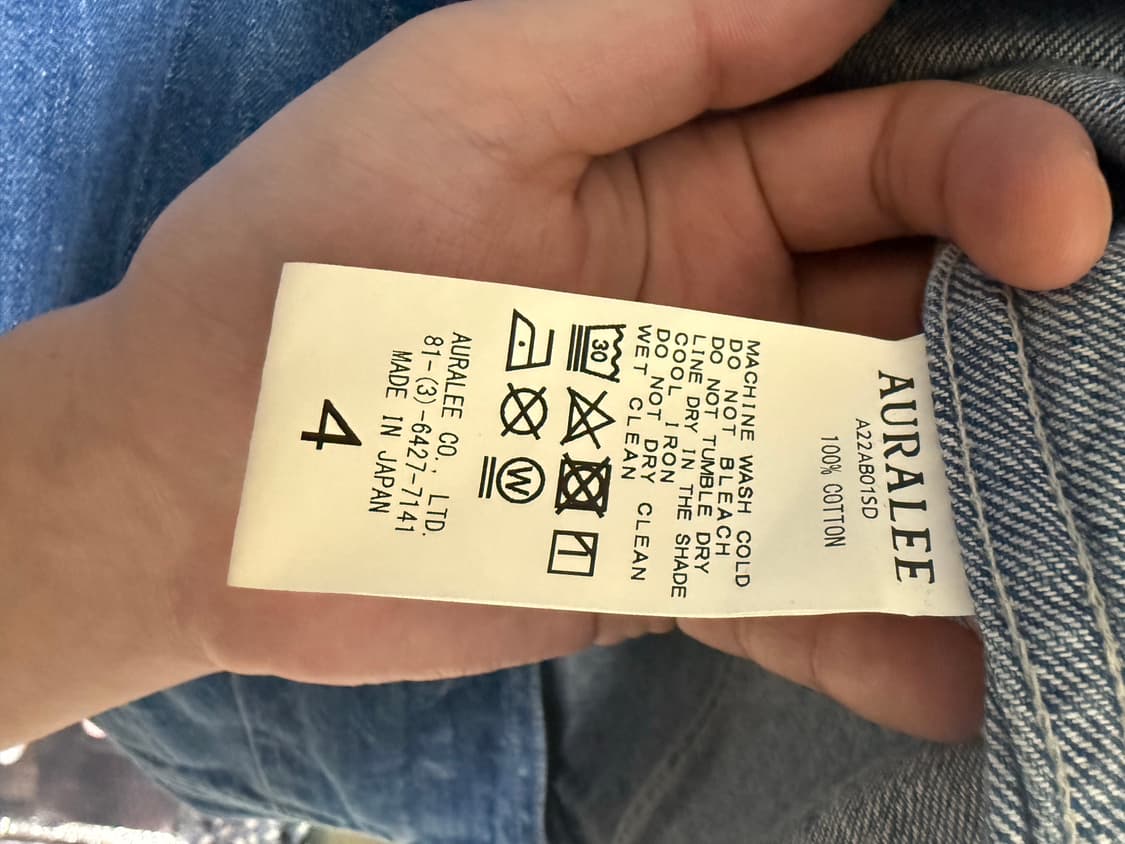 AURALEE
A22AB01SD
100% COTTON
MACHINE WASH COLD
DO NOT BLEACH
DO NOT TUMBLE DRY
LINE DRY IN THE SHADE
COOL IRON
DO NOT DRY CLEAN
WET CLEAN
30
W
AURALEE CO., LTD.
81-(3)-6427-7141
MADE IN JAPAN
4